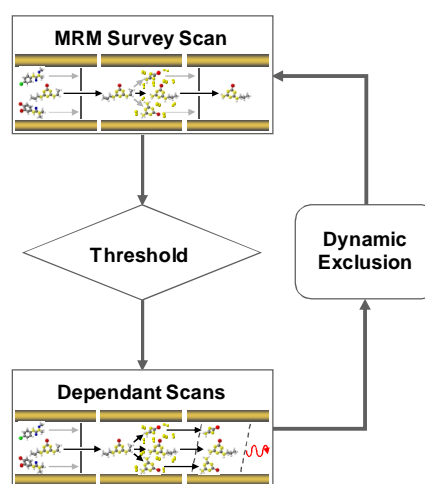 MRM Survey Scan
Threshold
Dynamic
Exclusion
Dependant Scans